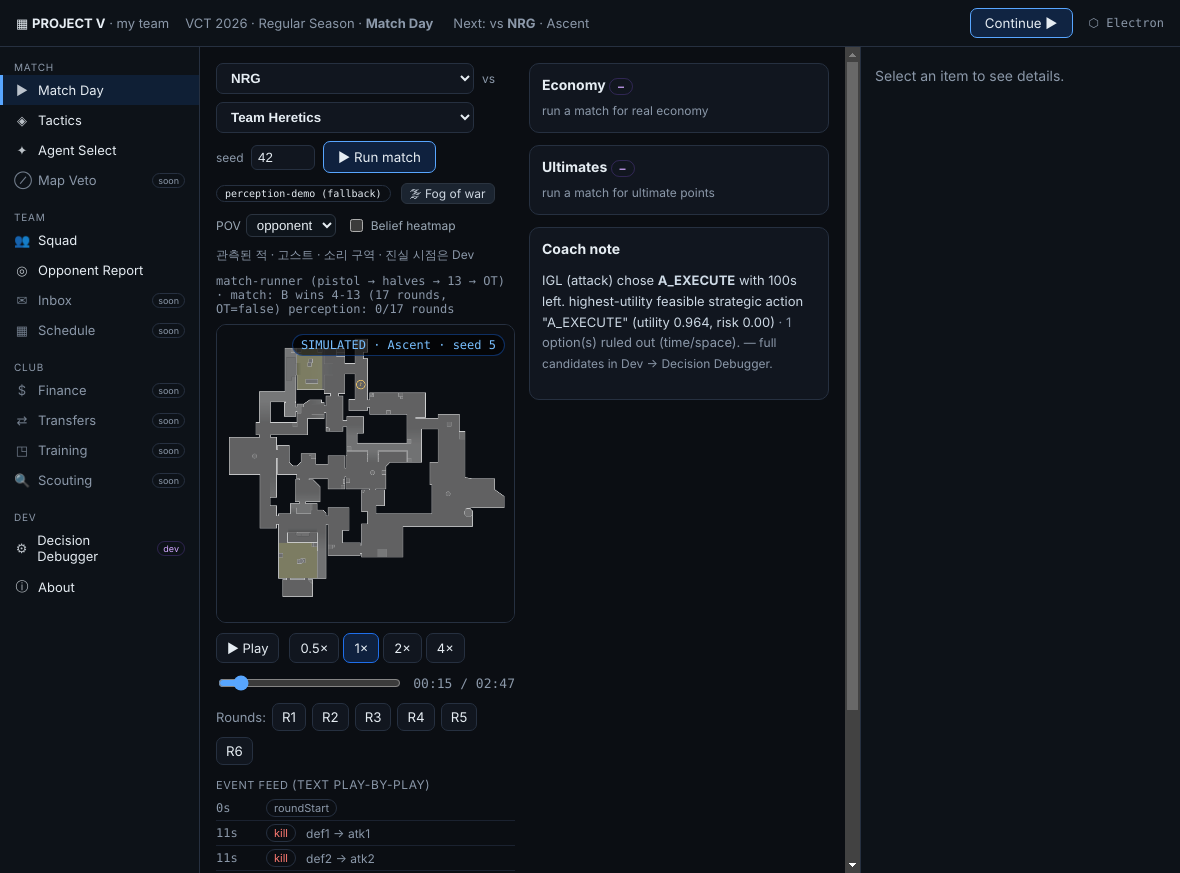 ▦ PROJECT V · my team VCT 2026 · Regular Season · Match Day Next: vs NRG · Ascent Continue ▶ ⬡ Electron
MATCH
▶ Match Day
◈ Tactics
✦ Agent Select
Map Veto soon
TEAM
Squad
◎ Opponent Report
✉ Inbox soon
▦ Schedule soon
CLUB
$ Finance soon
⇄ Transfers soon
◳ Training soon
Scouting soon
DEV
Decision
Debugger dev
ⓘ About
NRG vs
Team Heretics
seed 42 ▶ Run match
perception-demo (fallback) Fog of war
POV opponent Belief heatmap
관측된 적 · 고스트 · 소리 구역 · 진실 시점은 Dev
match-runner (pistol → halves → 13 → OT)
· match: B wins 4-13 (17 rounds,
OT=false) perception: 0/17 rounds
SIMULATED · Ascent · seed 5
▶ Play 0.5× 1× 2× 4×
00:15 / 02:47
Rounds: R1 R2 R3 R4 R5
R6
EVENT FEED (TEXT PLAY-BY-PLAY)
0s roundStart
11s kill def1 → atk1
11s kill def2 → atk2
Economy –
run a match for real economy
Ultimates –
run a match for ultimate points
Coach note
IGL (attack) chose A_EXECUTE with 100s
left. highest-utility feasible strategic action
"A_EXECUTE" (utility 0.964, risk 0.00) · 1
option(s) ruled out (time/space). — full
candidates in Dev → Decision Debugger.
Select an item to see details.